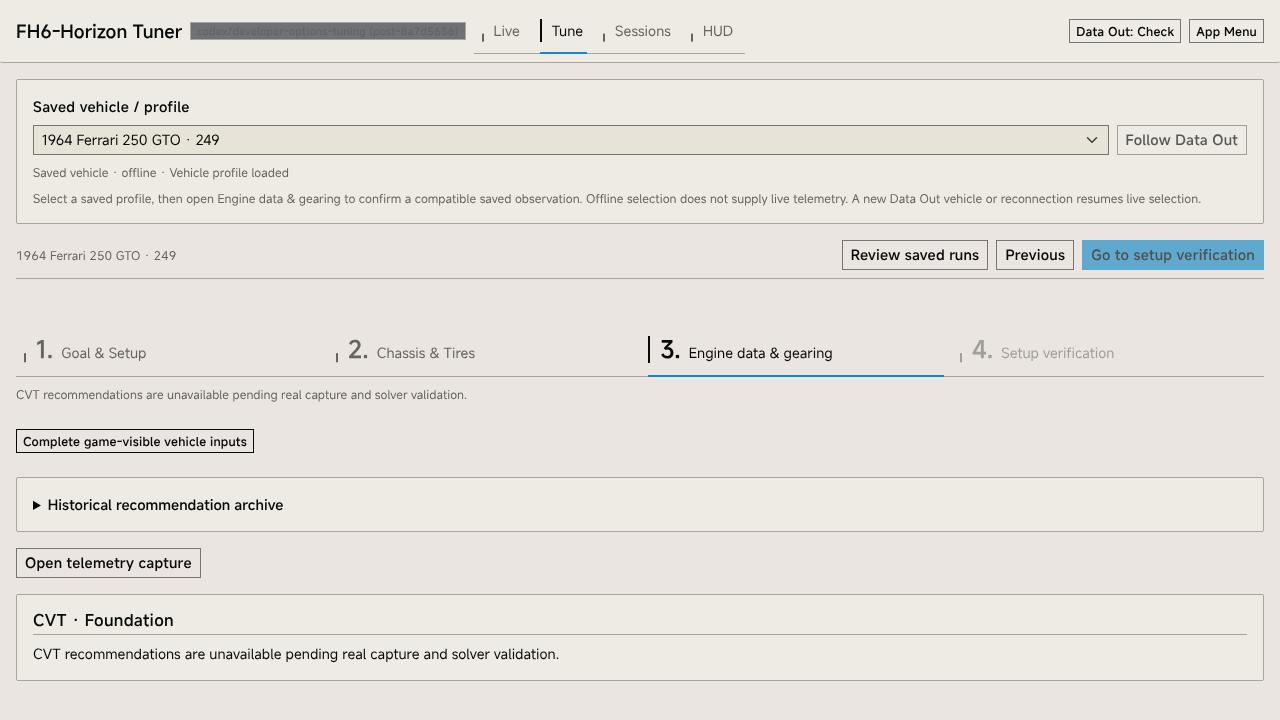 FH6-Horizon Tuner
codex/developer-options-tuning (post-8a7d5656)
Live
Tune
Sessions
HUD
Data Out: Check
App Menu
Saved vehicle / profile
1964 Ferrari 250 GTO · 249
Follow Data Out
Saved vehicle · offline · Vehicle profile loaded
Select a saved profile, then open Engine data & gearing to confirm a compatible saved observation. Offline selection does not supply live telemetry. A new Data Out vehicle or reconnection resumes live selection.
1964 Ferrari 250 GTO · 249
Review saved runs
Previous
Go to setup verification
1. Goal & Setup
2. Chassis & Tires
3. Engine data & gearing
4. Setup verification
CVT recommendations are unavailable pending real capture and solver validation.
Complete game-visible vehicle inputs
Historical recommendation archive
Open telemetry capture
CVT · Foundation
CVT recommendations are unavailable pending real capture and solver validation.